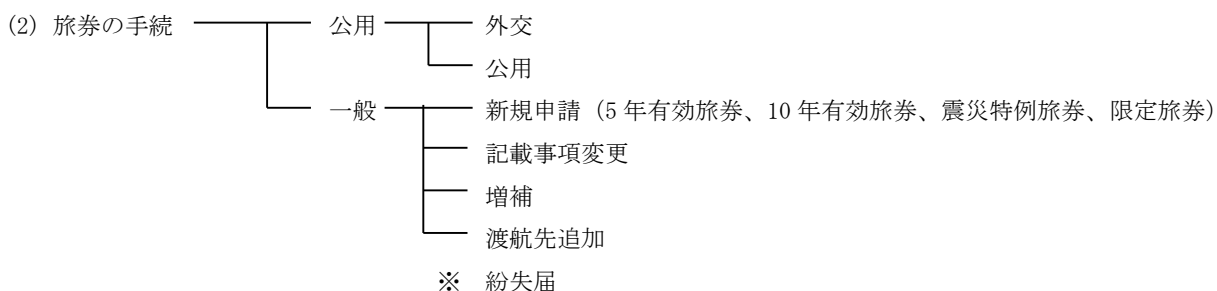 (2) 旅券の手続 公用 外交
公用
一般 新規申請（5 年有効旅券、10 年有効旅券、震災特例旅券、限定旅券）
記載事項変更
増補
渡航先追加
※ 紛失届